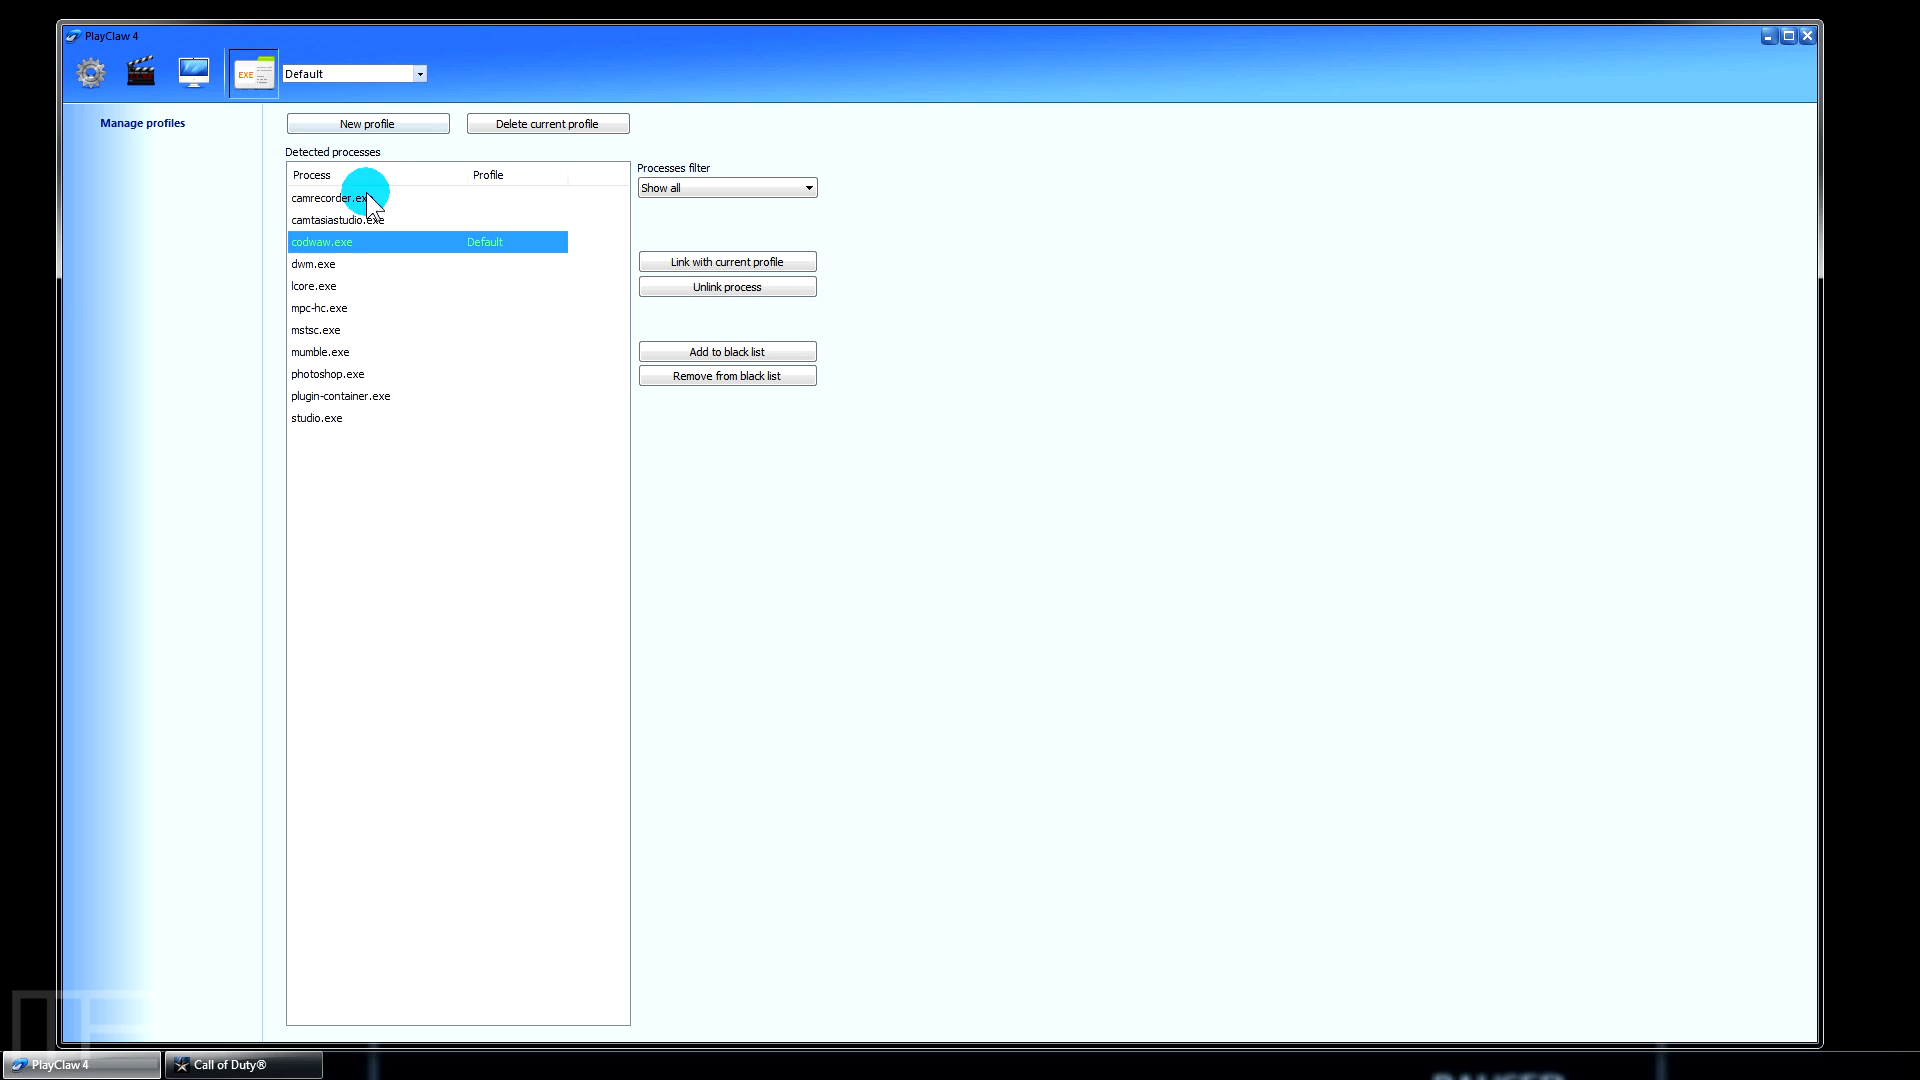 PlayClaw 4
EXE
Default
Manage profiles
New profile
Delete current profile
Detected processes
Process
Profile
Processes filter
Show all
camrecorder.ex
camtasiastudio.exe
codwaw.exe
Default
dwm.exe
lcore.exe
mpc-hc.exe
mstsc.exe
mumble.exe
photoshop.exe
plugin-container.exe
studio.exe
Link with current profile
Unlink process
Add to black list
Remove from black list
PlayClaw 4
Call of Duty®